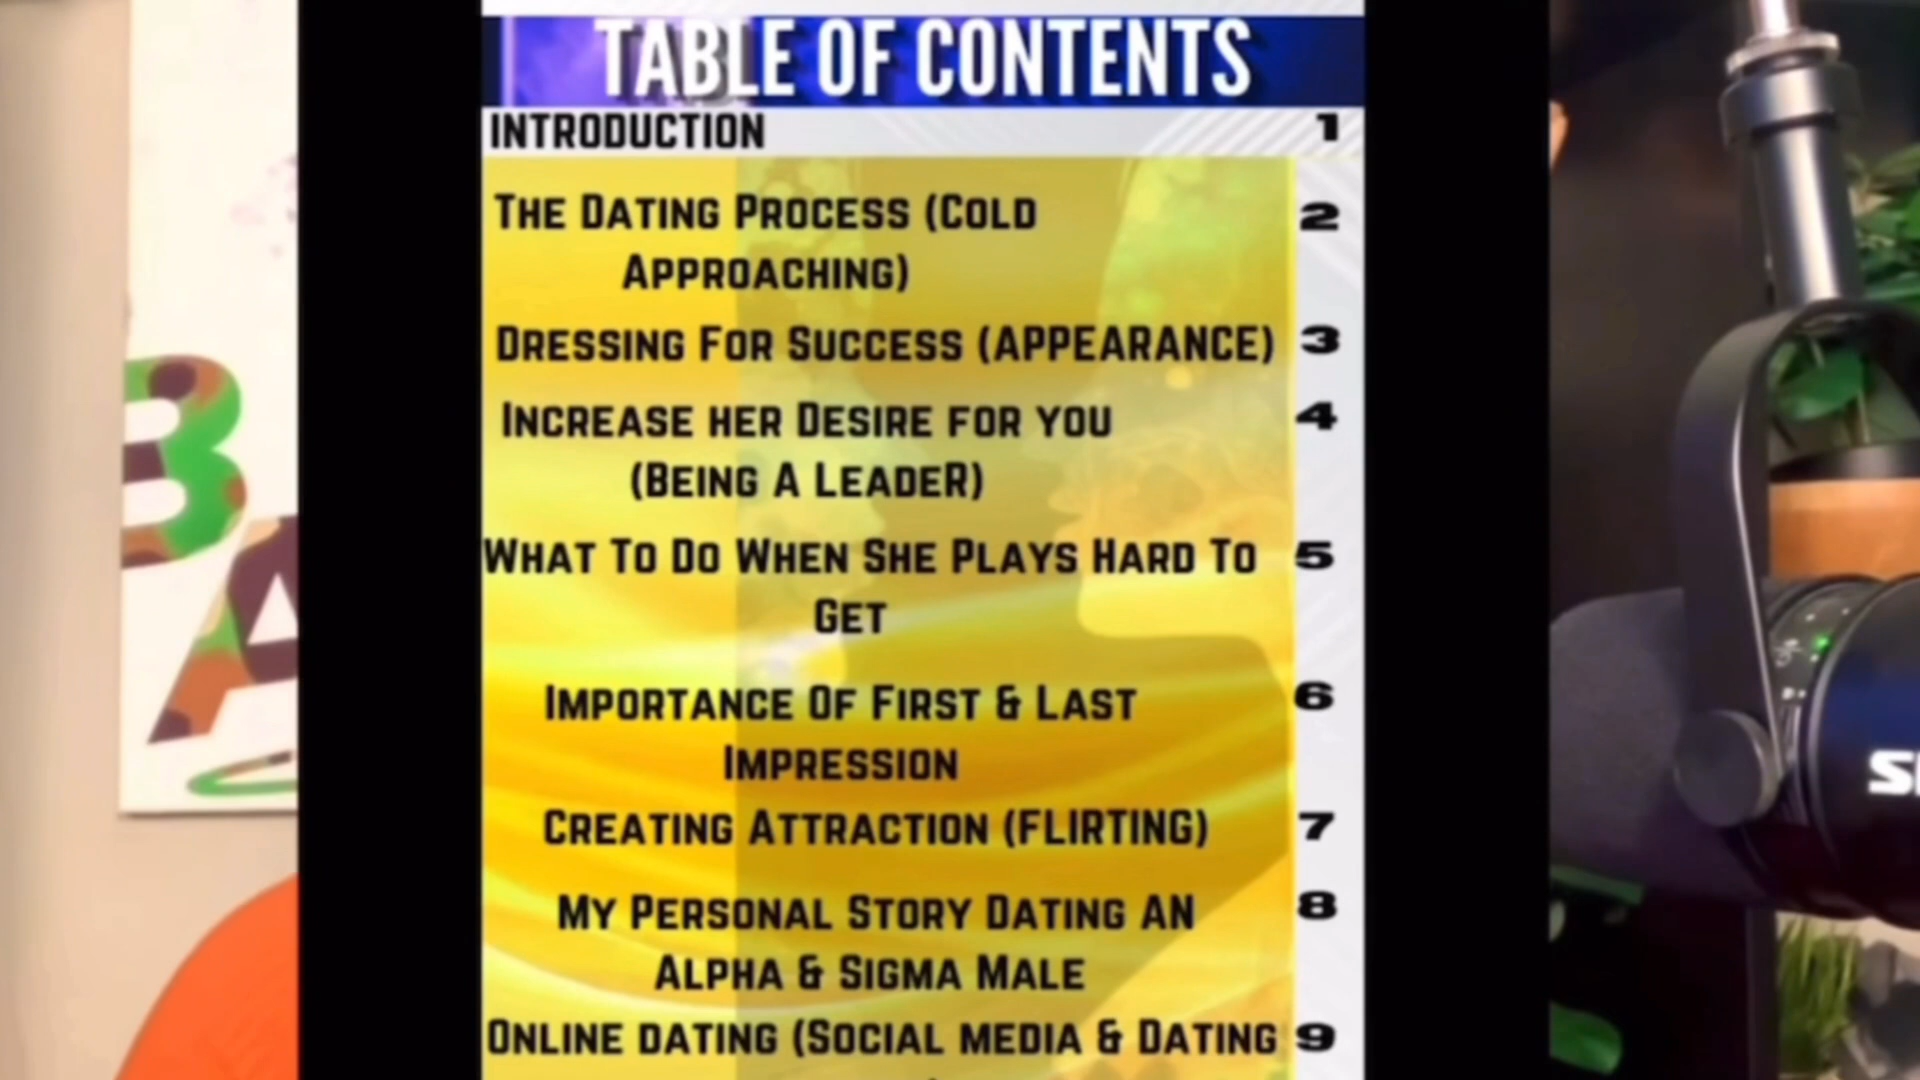 TABLE OF CONTENTS
INTRODUCTION 1
THE DATING PROCESS (COLD 2
APPROACHING)
DRESSING FOR SUCCESS (APPEARANCE) 3
INCREASE HER DESIRE FOR YOU 4
(BEING A LEADER)
WHAT TO DO WHEN SHE PLAYS HARD TO 5
GET
IMPORTANCE OF FIRST & LAST 6
IMPRESSION
CREATING ATTRACTION (FLIRTING) 7
MY PERSONAL STORY DATING AN 8
ALPHA & SIGMA MALE
ONLINE DATING (SOCIAL MEDIA & DATING 9